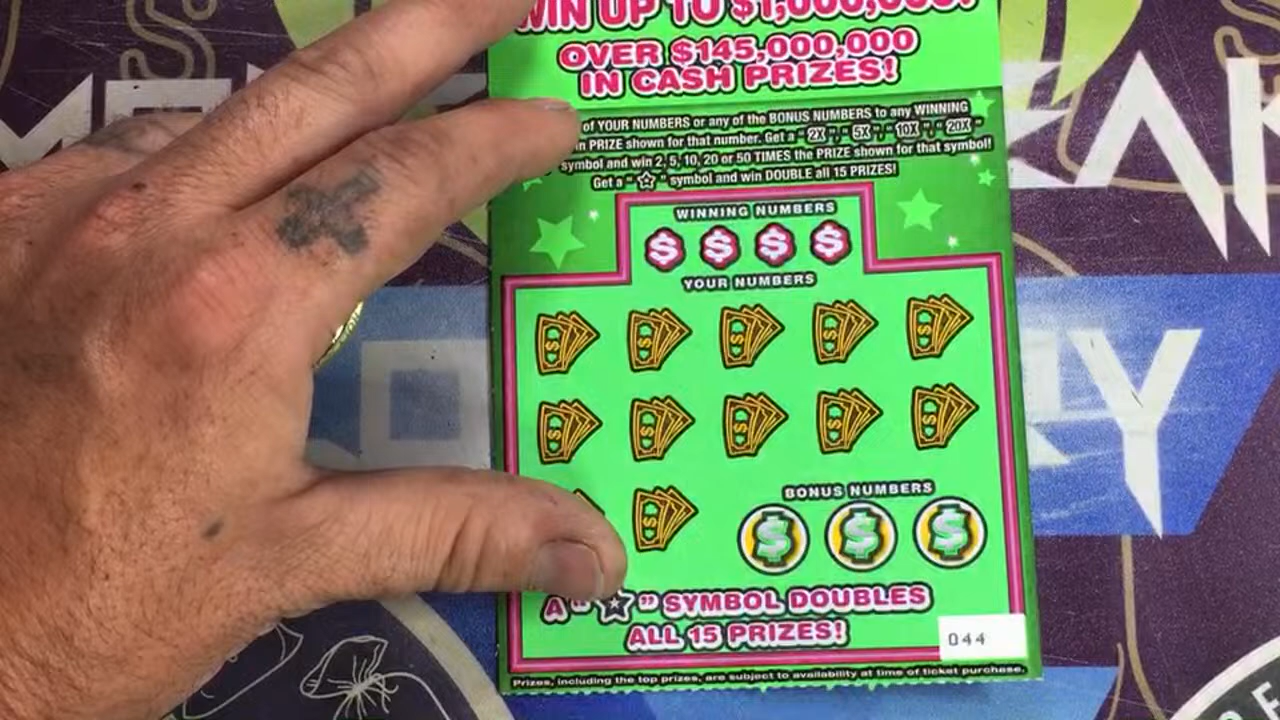 WIN UP TO $1,000,000!
OVER $145,000,000
IN CASH PRIZES!
of YOUR NUMBERS or any of the BONUS NUMBERS to any WINNING
PRIZE shown for that number. Get a "2X", "5X", "10X", "20X"
symbol and win 2, 5, 10, 20 or 50 TIMES the PRIZE shown for that symbol!
Get a "☆" symbol and win DOUBLE all 15 PRIZES!
WINNING NUMBERS
$ $ $ $
YOUR NUMBERS
BONUS NUMBERS
$ $ $
A "☆" SYMBOL DOUBLES
ALL 15 PRIZES!
044
Prizes, including the top prizes, are subject to availability at time of ticket purchase.